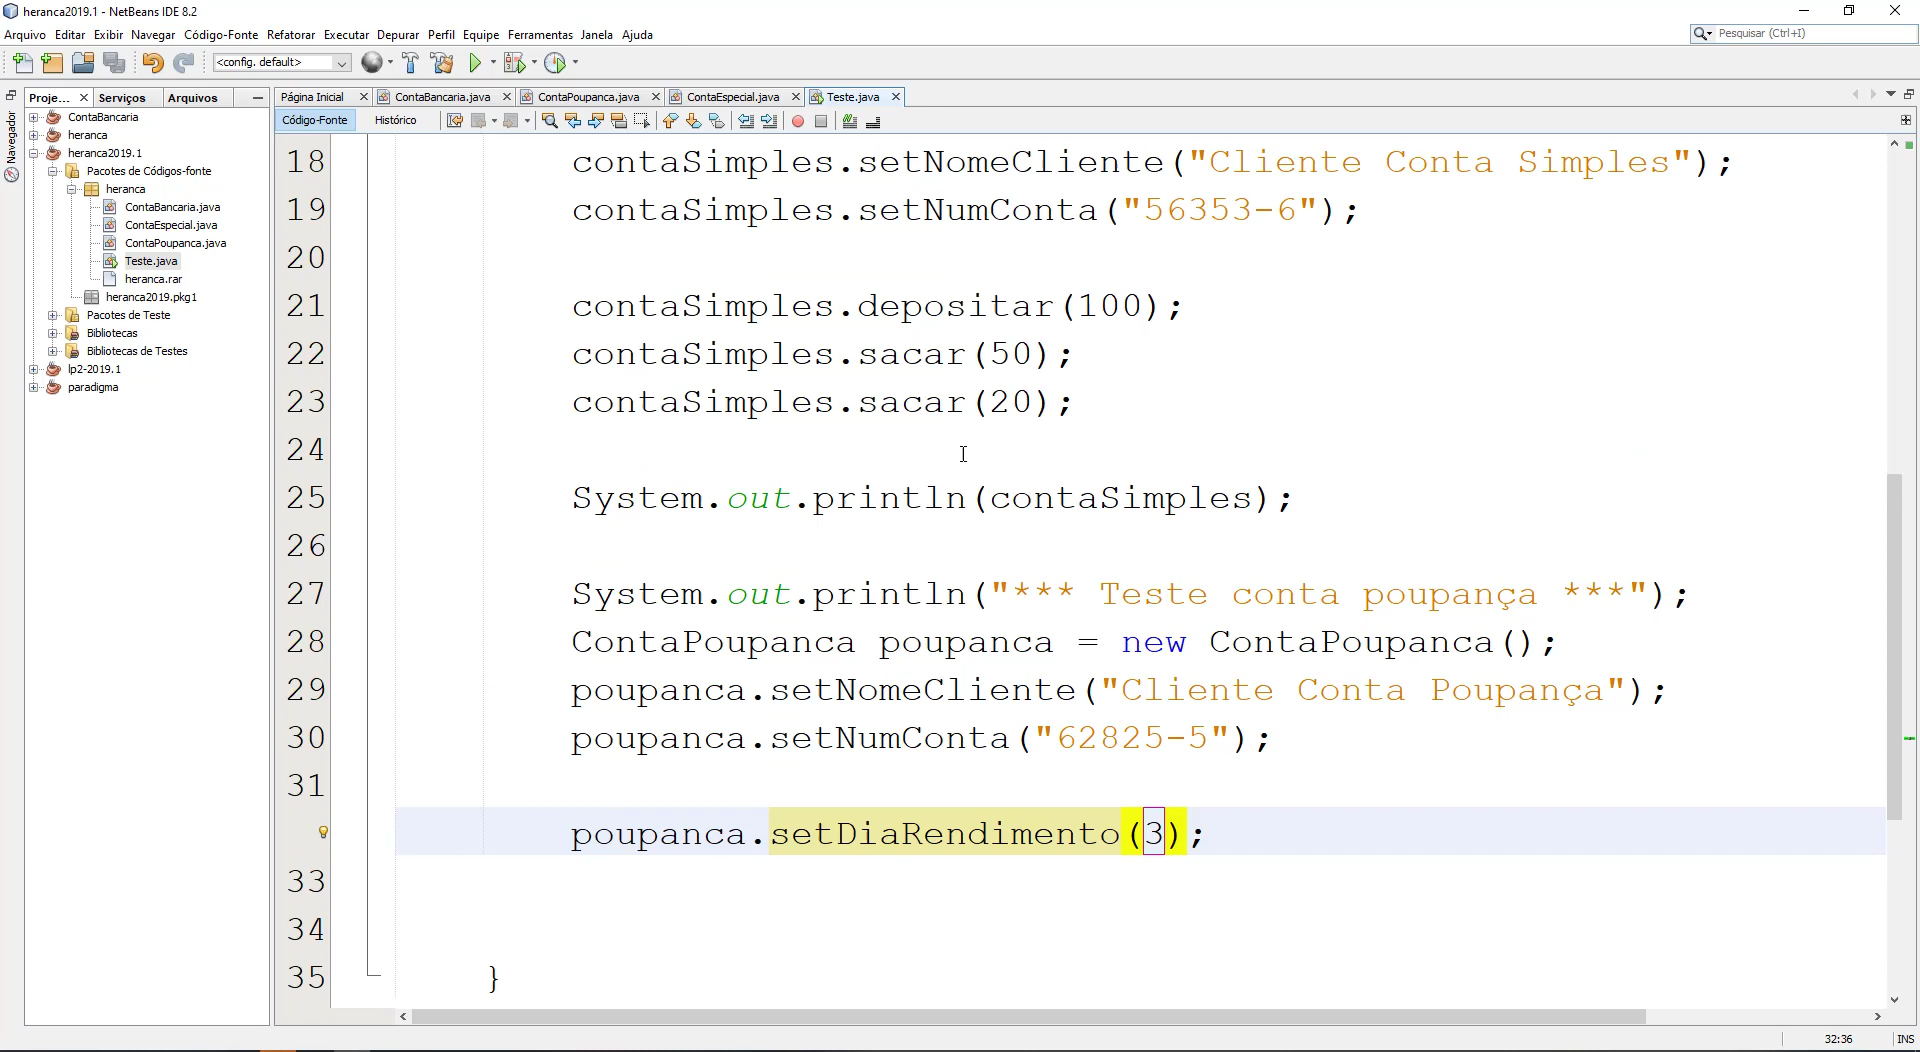 heranca2019.1 - NetBeans IDE 8.2
Arquivo Editar Exibir Navegar Código-Fonte Refatorar Executar Depurar Perfil Equipe Ferramentas Janela Ajuda
Pesquisar (Ctrl+I)
<config. default>
Proje... Serviços Arquivos
Página Inicial ContaBancaria.java ContaPoupanca.java ContaEspecial.java Teste.java
Código-Fonte Histórico
Navegador
ContaBancaria
heranca
heranca2019.1
Pacotes de Códigos-fonte
heranca
ContaBancaria.java
ContaEspecial.java
ContaPoupanca.java
Teste.java
heranca.rar
heranca2019.pkg1
Pacotes de Teste
Bibliotecas
Bibliotecas de Testes
lp2-2019.1
paradigma
18 contaSimples.setNomeCliente("Cliente Conta Simples");
19 contaSimples.setNumConta("56353-6");
20
21 contaSimples.depositar(100);
22 contaSimples.sacar(50);
23 contaSimples.sacar(20);
24
25 System.out.println(contaSimples);
26
27 System.out.println("*** Teste conta poupança ***");
28 ContaPoupanca poupanca = new ContaPoupanca();
29 poupanca.setNomeCliente("Cliente Conta Poupança");
30 poupanca.setNumConta("62825-5");
31
poupanca.setDiaRendimento(3);
33
34
35 }
32:36 INS